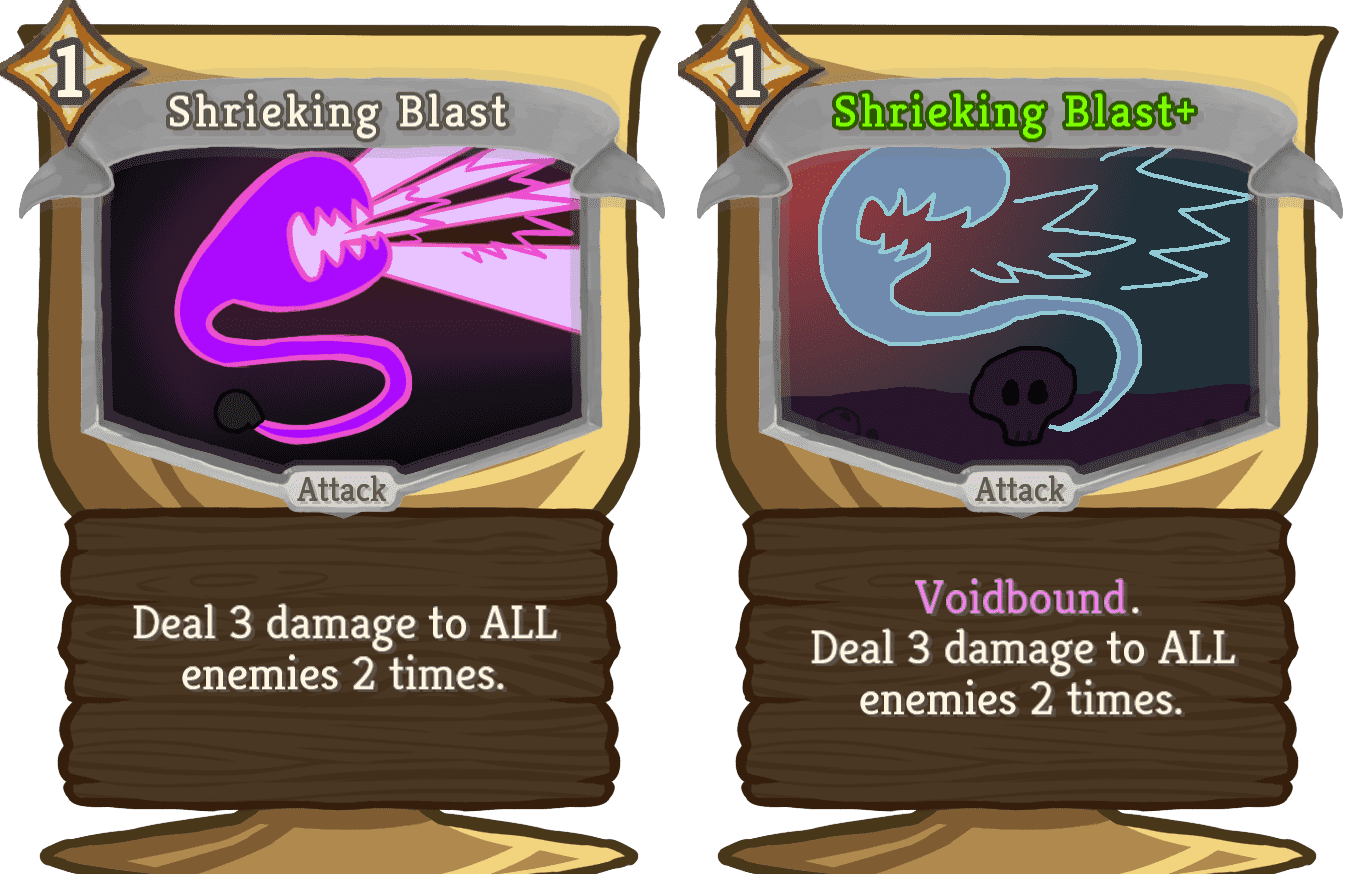 1
Shrieking Blast
Attack
Deal 3 damage to ALL
enemies 2 times.
1
Shrieking Blast+
Attack
Voidbound.
Deal 3 damage to ALL
enemies 2 times.